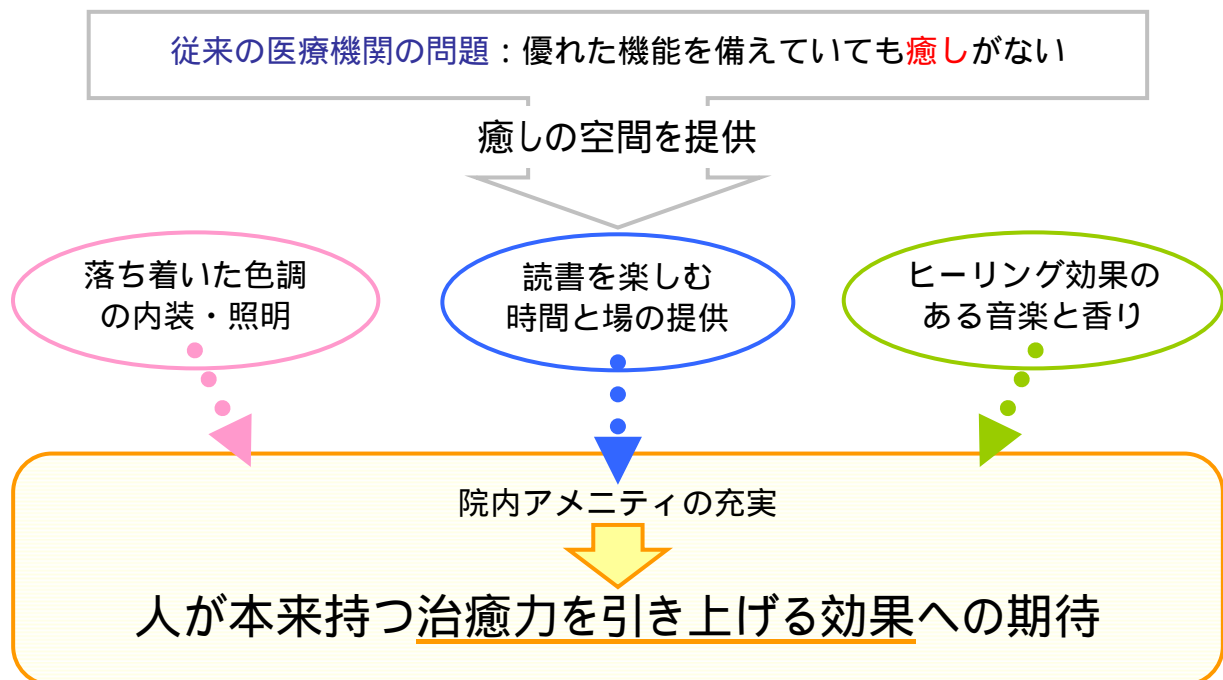 従来の医療機関の問題：優れた機能を備えていても癒しがない
癒しの空間を提供
落ち着いた色調
の内装・照明
読書を楽しむ
時間と場の提供
ヒーリング効果の
ある音楽と香り
院内アメニティの充実
人が本来持つ治癒力を引き上げる効果への期待